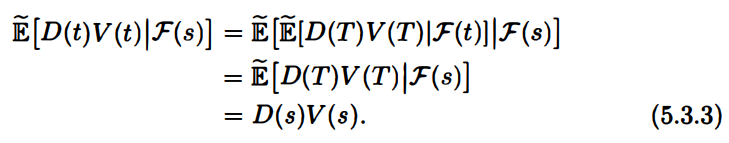 𝔼̃[D(t)V(t)|ℱ(s)] = 𝔼̃[𝔼̃[D(T)V(T)|ℱ(t)]|ℱ(s)]
= 𝔼̃[D(T)V(T)|ℱ(s)]
= D(s)V(s). (5.3.3)